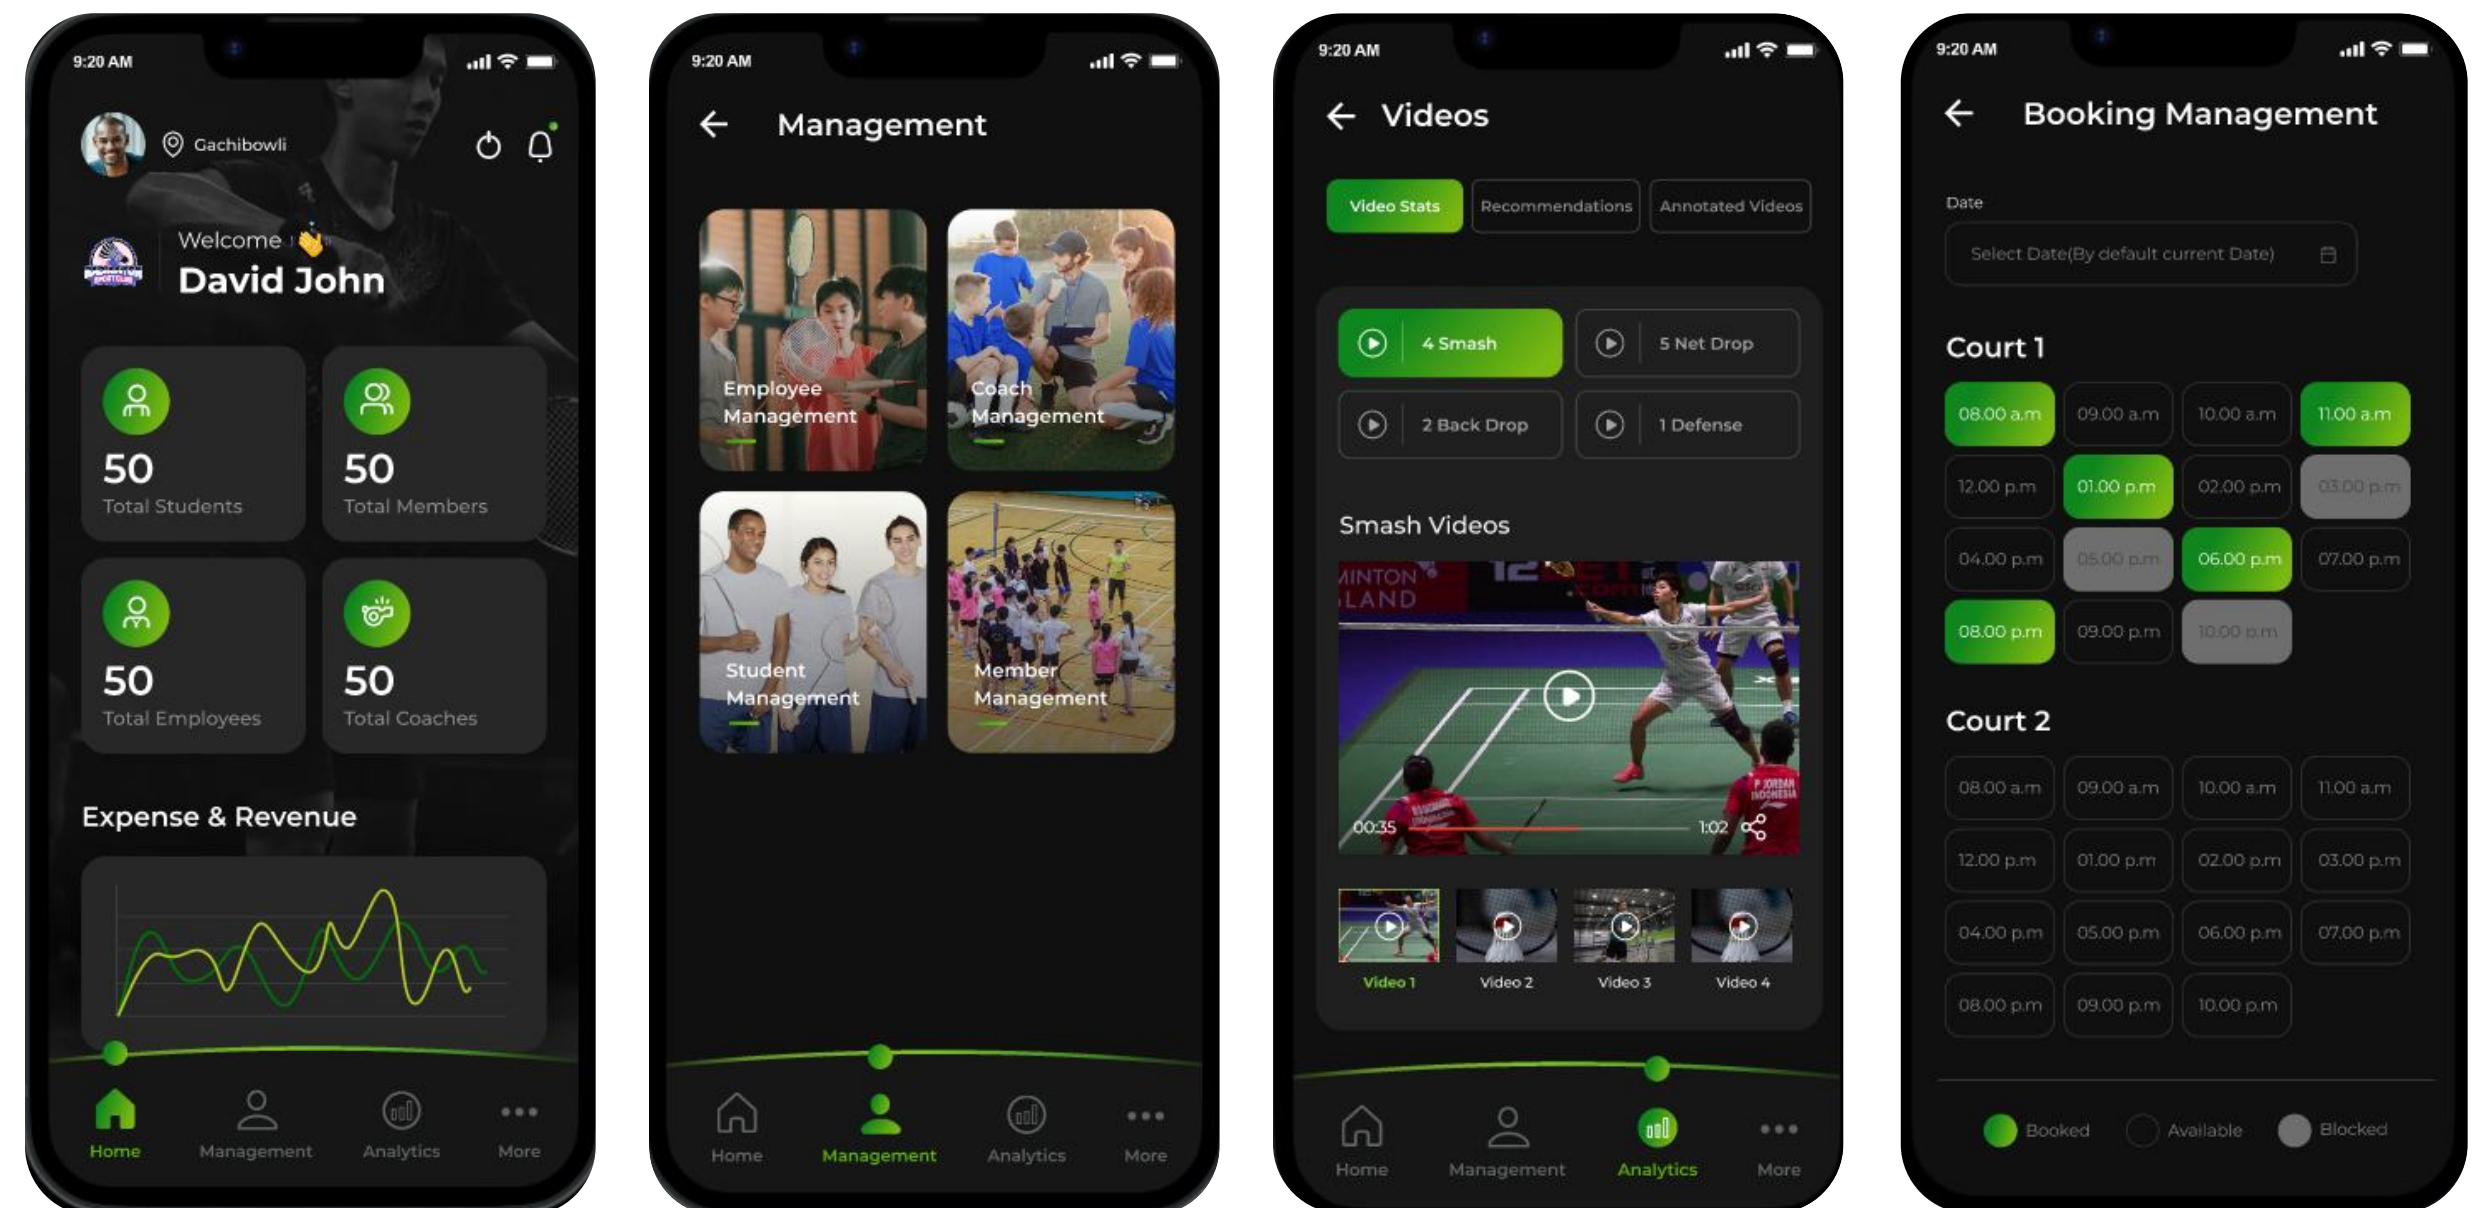 9:20 AM
Gachibowli
Welcome
David John
50
Total Students
50
Total Members
50
Total Employees
50
Total Coaches
Expense & Revenue
Home
Management
Analytics
More
9:20 AM
Management
Employee
Management
Coach
Management
Student
Management
Member
Management
Home
Management
Analytics
More
9:20 AM
Videos
Video Stats
Recommendations
Annotated Videos
4 Smash
5 Net Drop
2 Back Drop
1 Defense
Smash Videos
P JORDAN
INDONESIA
00:35
1:02
Video 1
Video 2
Video 3
Video 4
Home
Management
Analytics
More
9:20 AM
Booking Management
Date
Select Date(By default current Date)
Court 1
08.00 a.m 09.00 a.m 10.00 a.m 11.00 a.m
12.00 p.m 01.00 p.m 02.00 p.m 03.00 p.m
04.00 p.m 05.00 p.m 06.00 p.m 07.00 p.m
08.00 p.m 09.00 p.m 10.00 p.m
Court 2
08.00 a.m 09.00 a.m 10.00 a.m 11.00 a.m
12.00 p.m 01.00 p.m 02.00 p.m 03.00 p.m
04.00 p.m 05.00 p.m 06.00 p.m 07.00 p.m
08.00 p.m 09.00 p.m 10.00 p.m
Booked
Available
Blocked